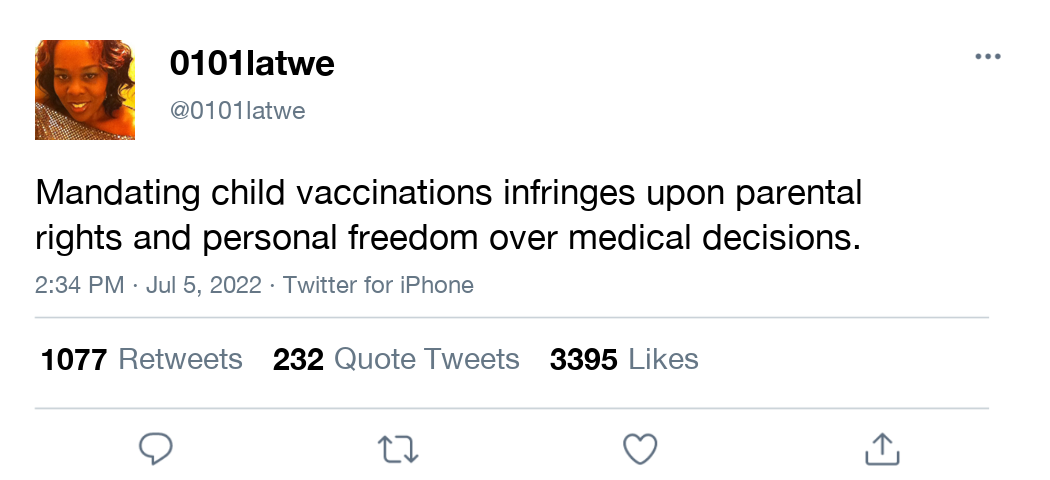 0101latwe
@0101latwe
Mandating child vaccinations infringes upon parental
rights and personal freedom over medical decisions.
2:34 PM · Jul 5, 2022 · Twitter for iPhone
1077 Retweets 232 Quote Tweets 3395 Likes